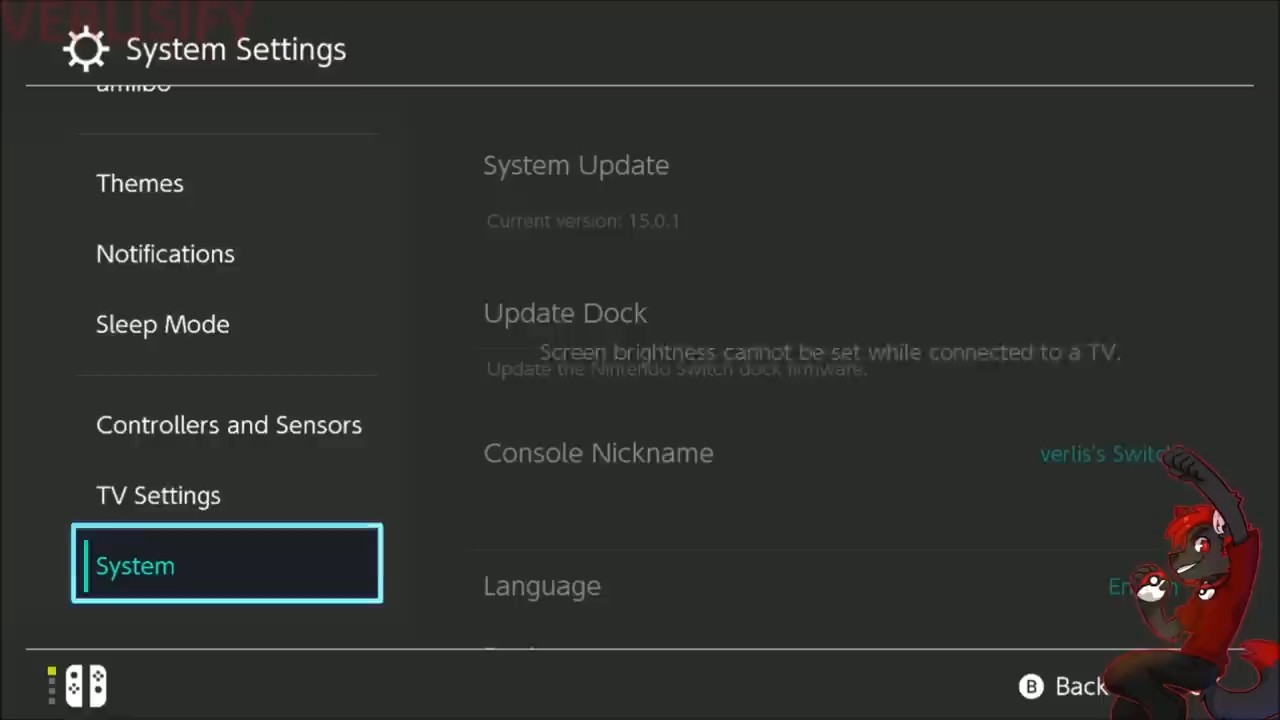 VERLISIFY
System Settings
amiibo
Themes
Notifications
Sleep Mode
Controllers and Sensors
TV Settings
System
System Update
Current version: 15.0.1
Update Dock
Screen brightness cannot be set while connected to a TV.
Update the Nintendo Switch dock firmware.
Console Nickname
verlis's Switch
Language
B Back